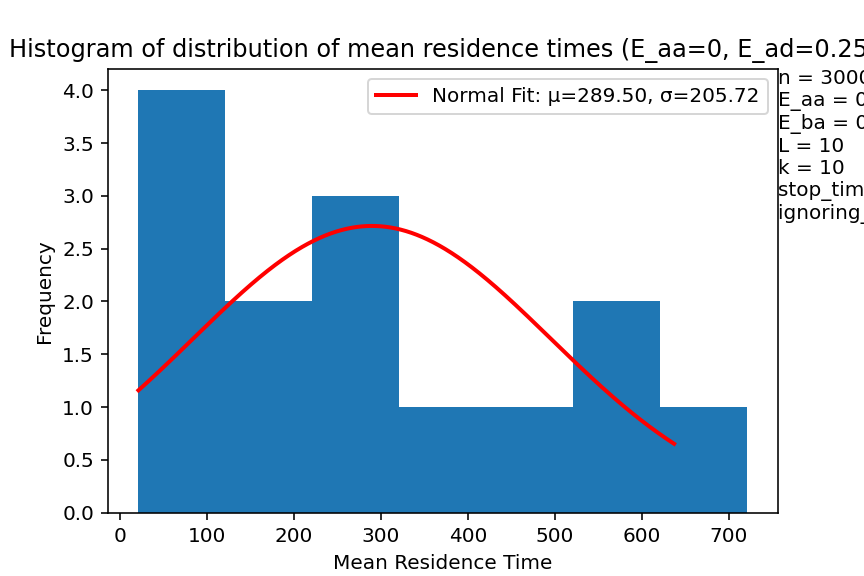 Histogram of distribution of mean residence times (E_aa=0, E_ad=0.25
Normal Fit: μ=289.50, σ=205.72
n = 3000
E_aa = 0
E_ba = 0
L = 10
k = 10
stop_tim
ignoring_
Frequency
4.0
3.5
3.0
2.5
2.0
1.5
1.0
0.5
0.0
0 100 200 300 400 500 600 700
Mean Residence Time